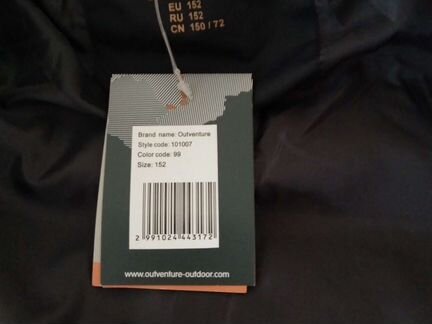 EU 152
RU 152
CN 150/72
Brand name: Outventure
Style code: 101007
Color code: 99
Size: 152
2 991024 443172
www.outventure-outdoor.com